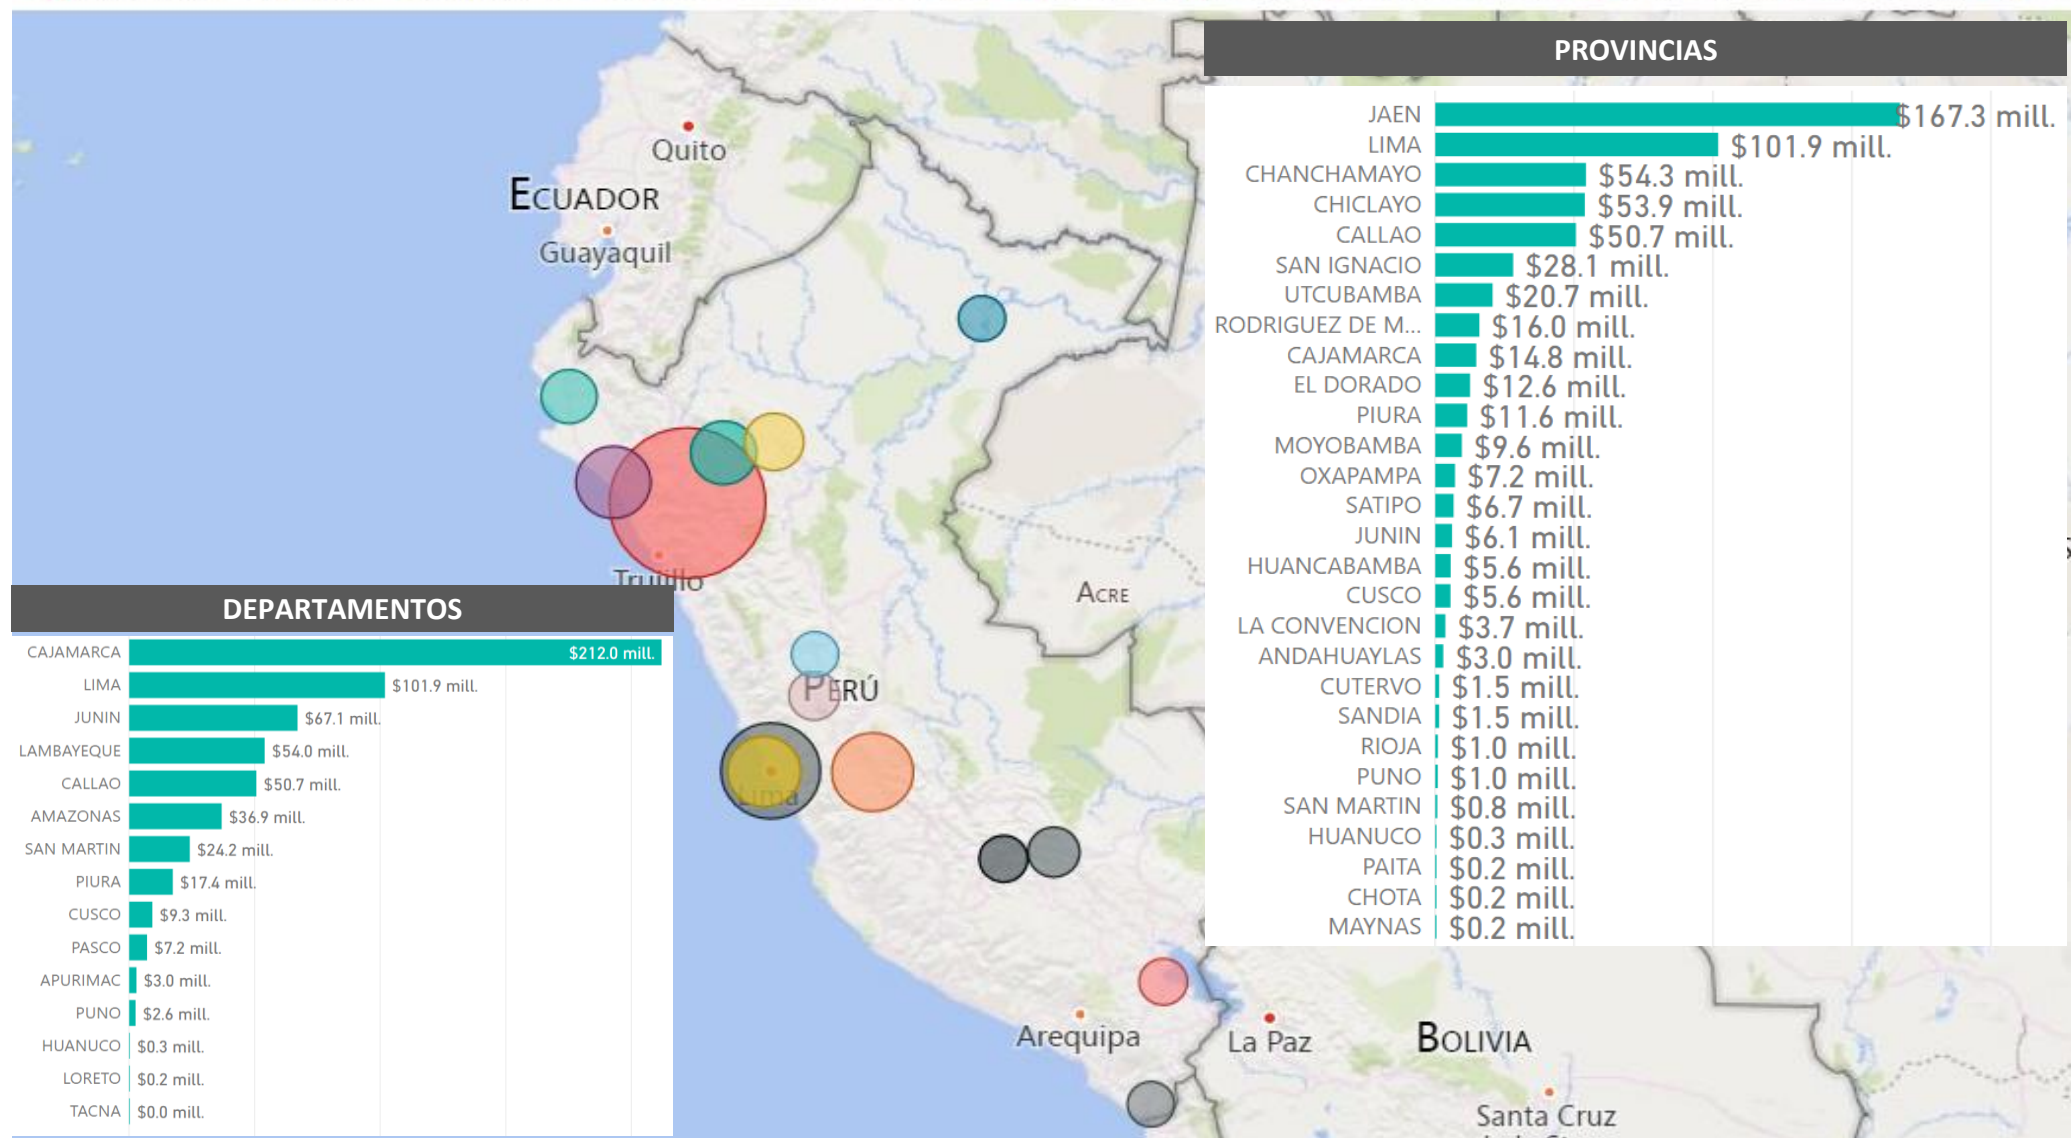 PROVINCIAS
JAEN $167.3 mill.
LIMA $101.9 mill.
CHANCHAMAYO $54.3 mill.
CHICLAYO $53.9 mill.
CALLAO $50.7 mill.
SAN IGNACIO $28.1 mill.
UTCUBAMBA $20.7 mill.
RODRIGUEZ DE M... $16.0 mill.
CAJAMARCA $14.8 mill.
EL DORADO $12.6 mill.
PIURA $11.6 mill.
MOYOBAMBA $9.6 mill.
OXAPAMPA $7.2 mill.
SATIPO $6.7 mill.
JUNIN $6.1 mill.
HUANCABAMBA $5.6 mill.
CUSCO $5.6 mill.
LA CONVENCION $3.7 mill.
ANDAHUAYLAS $3.0 mill.
CUTERVO $1.5 mill.
SANDIA $1.5 mill.
RIOJA $1.0 mill.
PUNO $1.0 mill.
SAN MARTIN $0.8 mill.
HUANUCO $0.3 mill.
PAITA $0.2 mill.
CHOTA $0.2 mill.
MAYNAS $0.2 mill.
Quito
ECUADOR
Guayaquil
Trujillo
ACRE
PERÚ
Lima
Arequipa
La Paz
BOLIVIA
Santa Cruz
DEPARTAMENTOS
CAJAMARCA $212.0 mill.
LIMA $101.9 mill.
JUNIN $67.1 mill.
LAMBAYEQUE $54.0 mill.
CALLAO $50.7 mill.
AMAZONAS $36.9 mill.
SAN MARTIN $24.2 mill.
PIURA $17.4 mill.
CUSCO $9.3 mill.
PASCO $7.2 mill.
APURIMAC $3.0 mill.
PUNO $2.6 mill.
HUANUCO $0.3 mill.
LORETO $0.2 mill.
TACNA $0.0 mill.